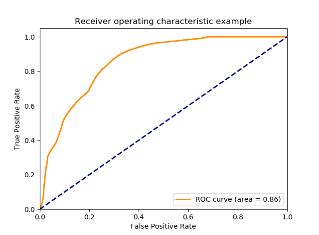 Receiver operating characteristic example
1.0
0.8
0.6
0.4
0.2
0.0
True Positive Rate
ROC curve (area = 0.86)
0.0 0.2 0.4 0.6 0.8 1.0
False Positive Rate